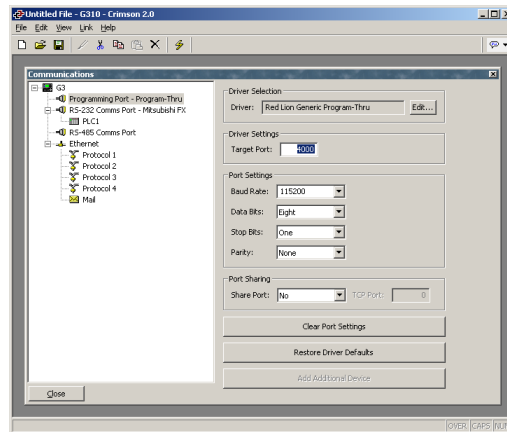 Untitled File - G310 - Crimson 2.0
File Edit View Link Help
Communications
G3
Programming Port - Program-Thru
RS-232 Comms Port - Mitsubishi FX
PLC1
RS-485 Comms Port
Ethernet
Protocol 1
Protocol 2
Protocol 3
Protocol 4
Mail
Close
Driver Selection
Driver: Red Lion Generic Program-Thru Edit...
Driver Settings
Target Port: 4000
Port Settings
Baud Rate: 115200
Data Bits: Eight
Stop Bits: One
Parity: None
Port Sharing
Share Port: No TCP Port: 0
Clear Port Settings
Restore Driver Defaults
Add Additional Device
OVER CAPS NUM